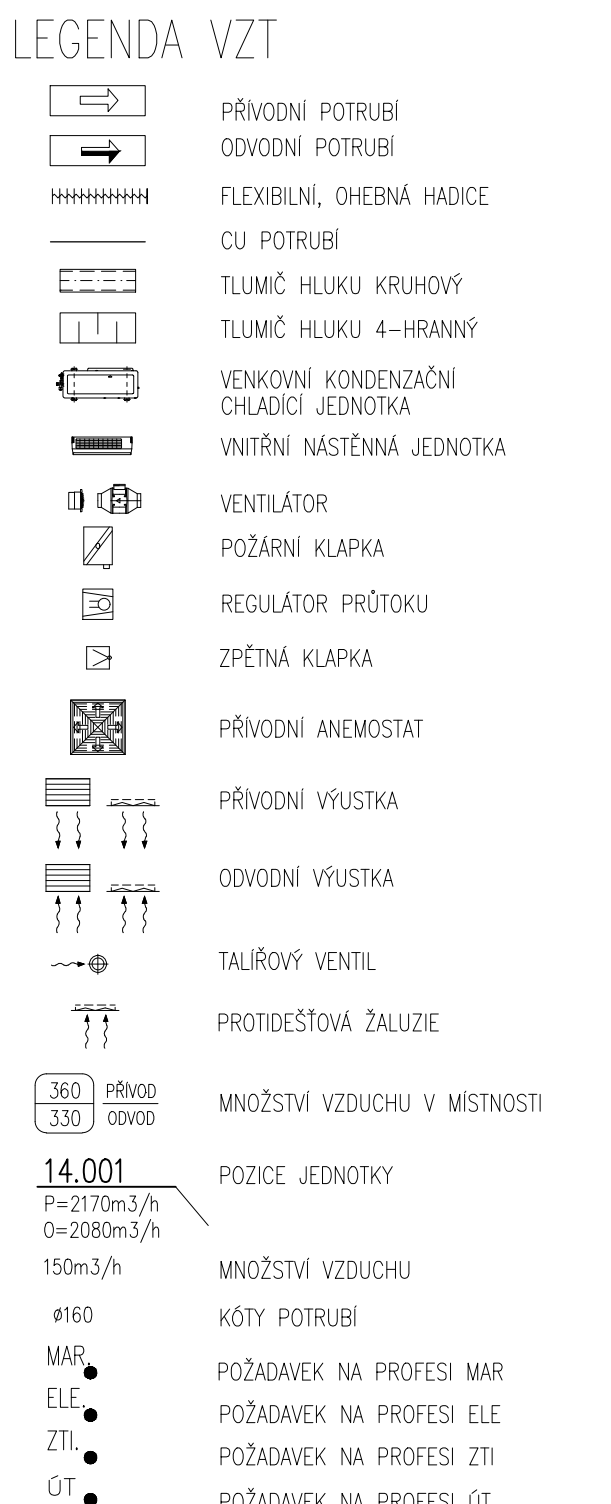 LEGENDA VZT
PŘÍVODNÍ POTRUBÍ
ODVODNÍ POTRUBÍ
FLEXIBILNÍ, OHEBNÁ HADICE
CU POTRUBÍ
TLUMIČ HLUKU KRUHOVÝ
TLUMIČ HLUKU 4-HRANNÝ
VENKOVNÍ KONDENZAČNÍ
CHLADÍCÍ JEDNOTKA
VNITŘNÍ NÁSTĚNNÁ JEDNOTKA
VENTILÁTOR
POŽÁRNÍ KLAPKA
REGULÁTOR PRŮTOKU
ZPĚTNÁ KLAPKA
PŘÍVODNÍ ANEMOSTAT
PŘÍVODNÍ VÝUSTKA
ODVODNÍ VÝUSTKA
TALÍŘOVÝ VENTIL
PROTIDEŠŤOVÁ ŽALUZIE
360 PŘÍVOD
330 ODVOD
MNOŽSTVÍ VZDUCHU V MÍSTNOSTI
14.001
POZICE JEDNOTKY
P=2170m3/h
O=2080m3/h
150m3/h
MNOŽSTVÍ VZDUCHU
ø160
KÓTY POTRUBÍ
MAR.
POŽADAVEK NA PROFESI MAR
ELE.
POŽADAVEK NA PROFESI ELE
ZTI.
POŽADAVEK NA PROFESI ZTI
ÚT
POŽADAVEK NA PROFESI ÚT